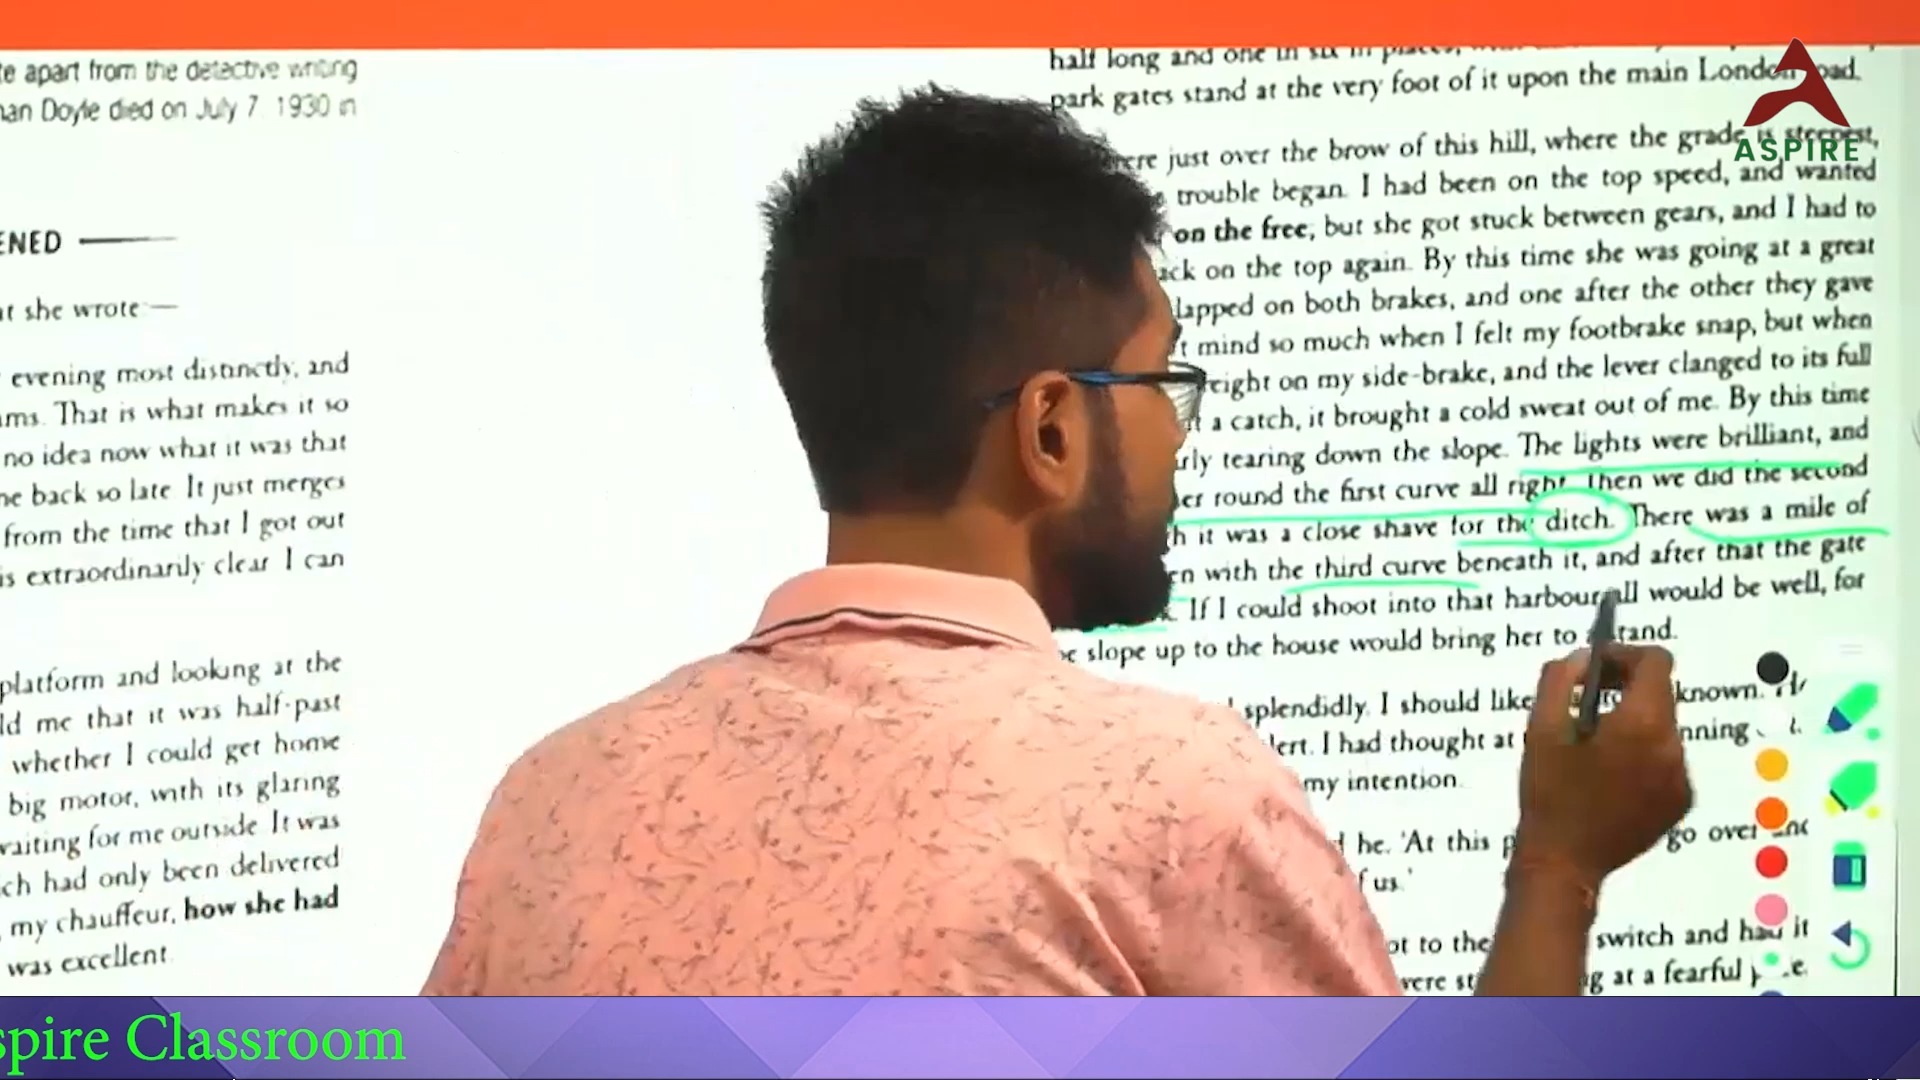 te apart from the detective writing
nan Doyle died on July 7 1930 in
ENED
at she wrote —
evening most distinctly, and
ms. That is what makes it so
no idea now what it was that
me back so late. It just merges
from the time that I got out
is extraordinarily clear. I can
platform and looking at the
ld me that it was half-past
whether I could get home
big motor, with its glaring
waiting for me outside. It was
ich had only been delivered
my chauffeur, how she had
was excellent.
half long and one in six in places,
park gates stand at the very foot of it upon the main London road.
ere just over the brow of this hill, where the grade is steepest,
trouble began. I had been on the top speed, and wanted
on the free; but she got stuck between gears, and I had to
ack on the top again. By this time she was going at a great
lapped on both brakes, and one after the other they gave
't mind so much when I felt my footbrake snap, but when
eight on my side-brake, and the lever clanged to its full
t a catch, it brought a cold sweat out of me. By this time
rly tearing down the slope. The lights were brilliant, and
er round the first curve all right. Then we did the second
h it was a close shave for the ditch. There was a mile of
en with the third curve beneath it, and after that the gate
If I could shoot into that harbour all would be well, for
e slope up to the house would bring her to a stand.
splendidly. I should like known.
lert. I had thought at nning
my intention.
he. 'At this go over and
f us.'
ot to the switch and had it
were at a fearful
ASPIRE
spire Classroom